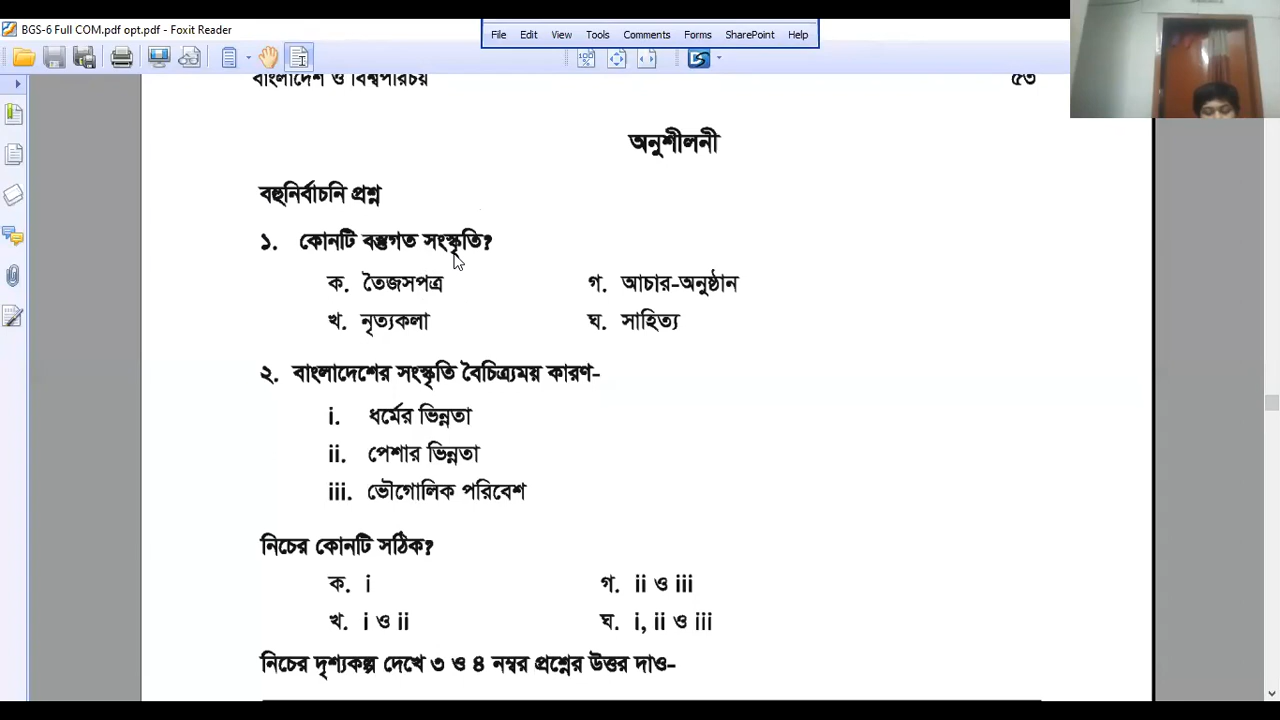 BGS-6 Full COM.pdf opt.pdf - Foxit Reader
File Edit View Tools Comments Forms SharePoint Help
বাংলাদেশ ও বিশ্বপরিচয় ৫৩
অনুশীলনী
বহুনির্বাচনি প্রশ্ন
১. কোনটি বস্তুগত সংস্কৃতি?
ক. তৈজসপত্র গ. আচার-অনুষ্ঠান
খ. নৃত্যকলা ঘ. সাহিত্য
২. বাংলাদেশের সংস্কৃতি বৈচিত্র্যময় কারণ-
i. ধর্মের ভিন্নতা
ii. পেশার ভিন্নতা
iii. ভৌগোলিক পরিবেশ
নিচের কোনটি সঠিক?
ক. i গ. ii ও iii
খ. i ও ii ঘ. i, ii ও iii
নিচের দৃশ্যকল্প দেখে ৩ ও ৪ নম্বর প্রশ্নের উত্তর দাও-